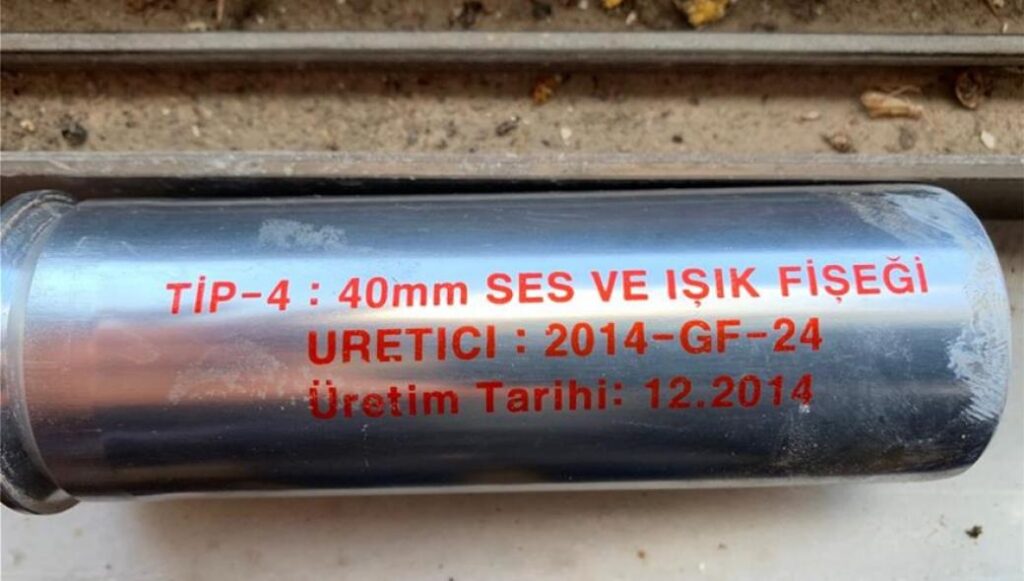 TİP-4 : 40mm SES VE IŞIK FİŞEĞİ
URETICI : 2014-GF-24
Üretim Tarihi: 12.2014